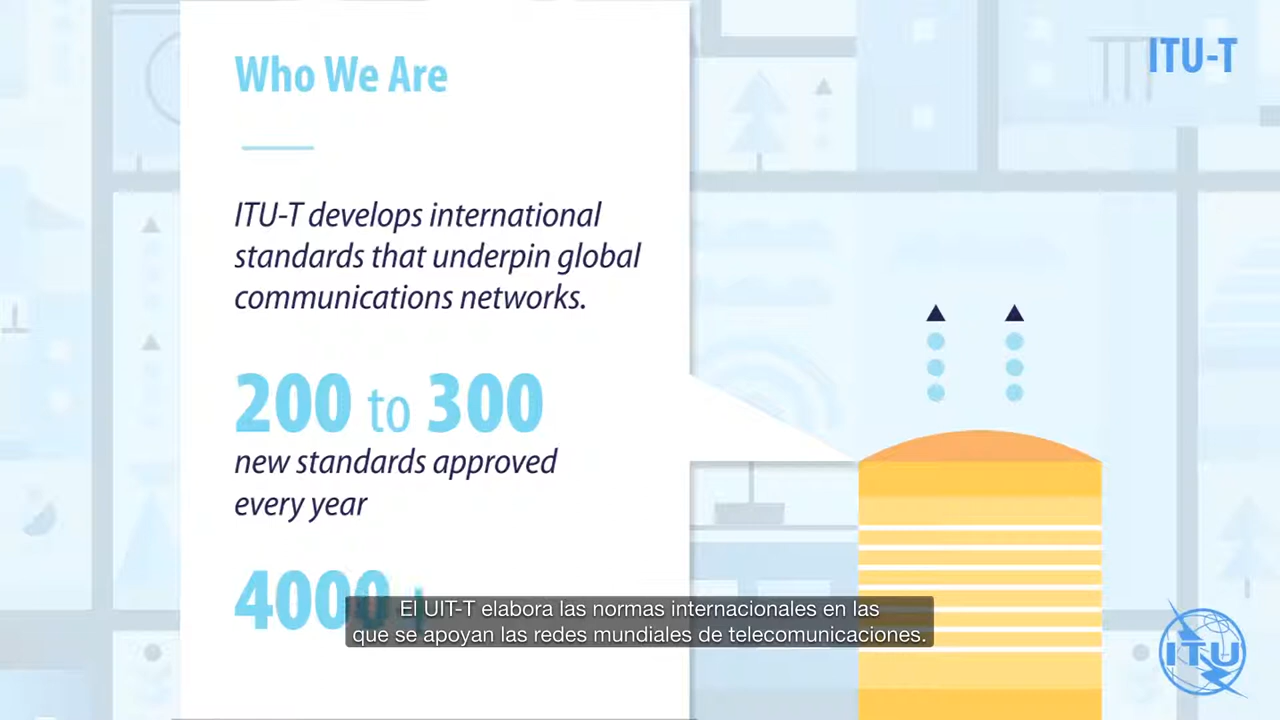 Who We Are
ITU-T
ITU-T develops international
standards that underpin global
communications networks.
200 to 300
new standards approved
every year
4000
El UIT-T elabora las normas internacionales en las
que se apoyan las redes mundiales de telecomunicaciones.
ITU